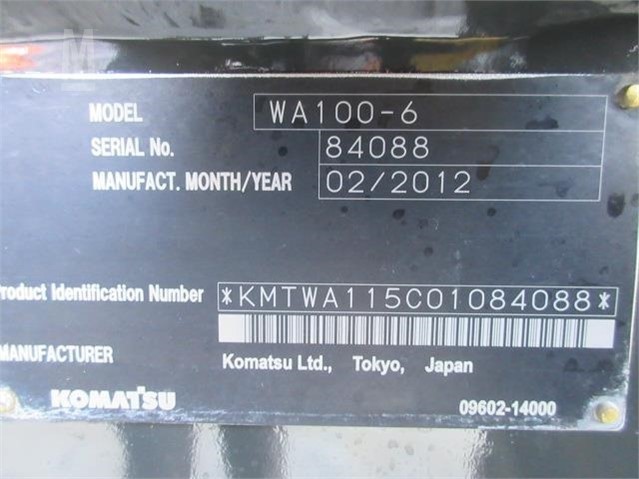 MODEL WA100-6
SERIAL No. 84088
MANUFACT. MONTH/YEAR 02/2012
Product Identification Number *KMTWA115C01084088*
MANUFACTURER Komatsu Ltd., Tokyo, Japan
KOMATSU 09602-14000